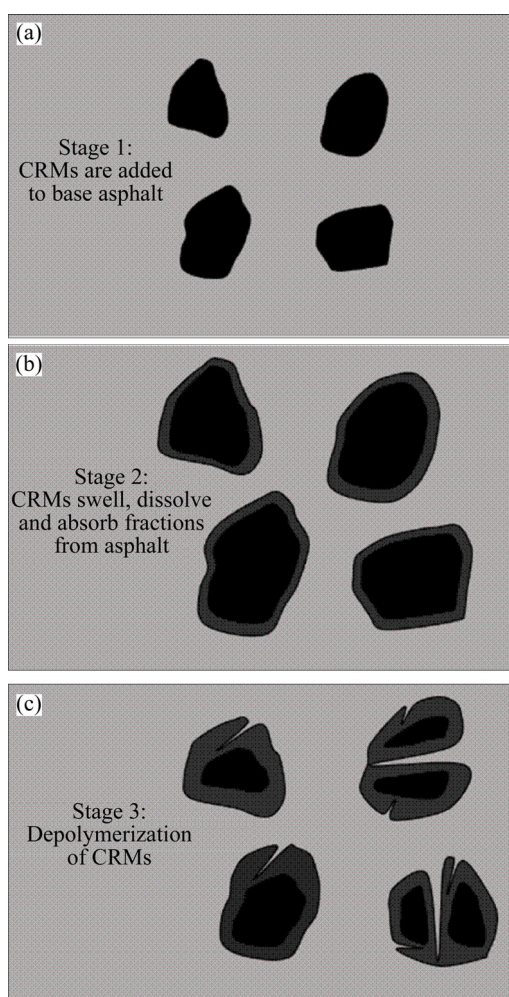 (a)
Stage 1:
CRMs are added
to base asphalt
(b)
Stage 2:
CRMs swell, dissolve
and absorb fractions
from asphalt
(c)
Stage 3:
Depolymerization
of CRMs